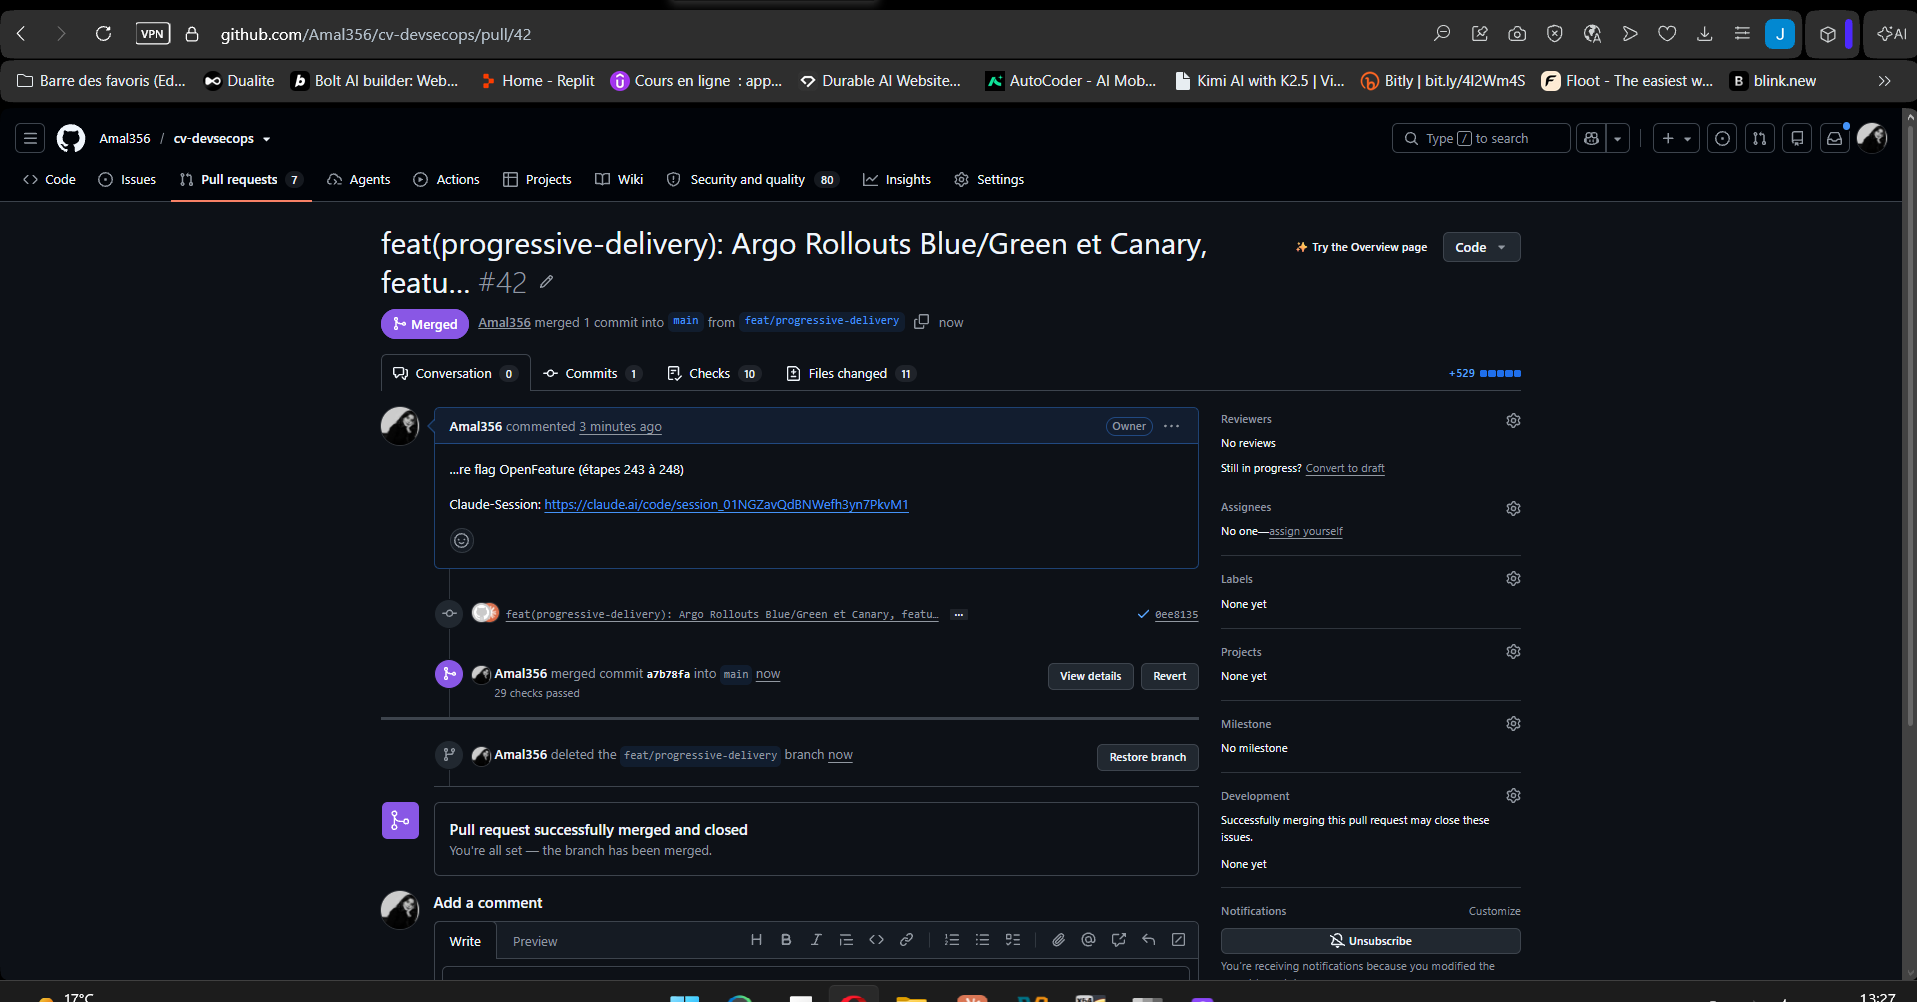 VPN
github.com/Amal356/cv-devsecops/pull/42
J
AI
Barre des favoris (Ed...
Dualite
Bolt AI builder: Web...
Home - Replit
Cours en ligne : app...
Durable AI Website...
AutoCoder - AI Mob...
Kimi AI with K2.5 | Vi...
Bitly | bit.ly/4l2Wm4S
Floot - The easiest w...
blink.new
Amal356 / cv-devsecops
Type / to search
Code
Issues
Pull requests 7
Agents
Actions
Projects
Wiki
Security and quality 80
Insights
Settings
feat(progressive-delivery): Argo Rollouts Blue/Green et Canary,
featu... #42
Try the Overview page
Code
Merged
Amal356 merged 1 commit into main from feat/progressive-delivery now
Conversation 0
Commits 1
Checks 10
Files changed 11
+529
Amal356 commented 3 minutes ago
Owner
...re flag OpenFeature (étapes 243 à 248)
Claude-Session: https://claude.ai/code/session_01NGZavQdBNWefh3yn7PkvM1
feat(progressive-delivery): Argo Rollouts Blue/Green et Canary, featu…
0ee8135
Amal356 merged commit a7b78fa into main now
29 checks passed
View details
Revert
Amal356 deleted the feat/progressive-delivery branch now
Restore branch
Pull request successfully merged and closed
You're all set — the branch has been merged.
Add a comment
Write
Preview
Reviewers
No reviews
Still in progress? Convert to draft
Assignees
No one—assign yourself
Labels
None yet
Projects
None yet
Milestone
No milestone
Development
Successfully merging this pull request may close these
issues.
None yet
Notifications
Customize
Unsubscribe
You're receiving notifications because you modified the
17°C
13:27